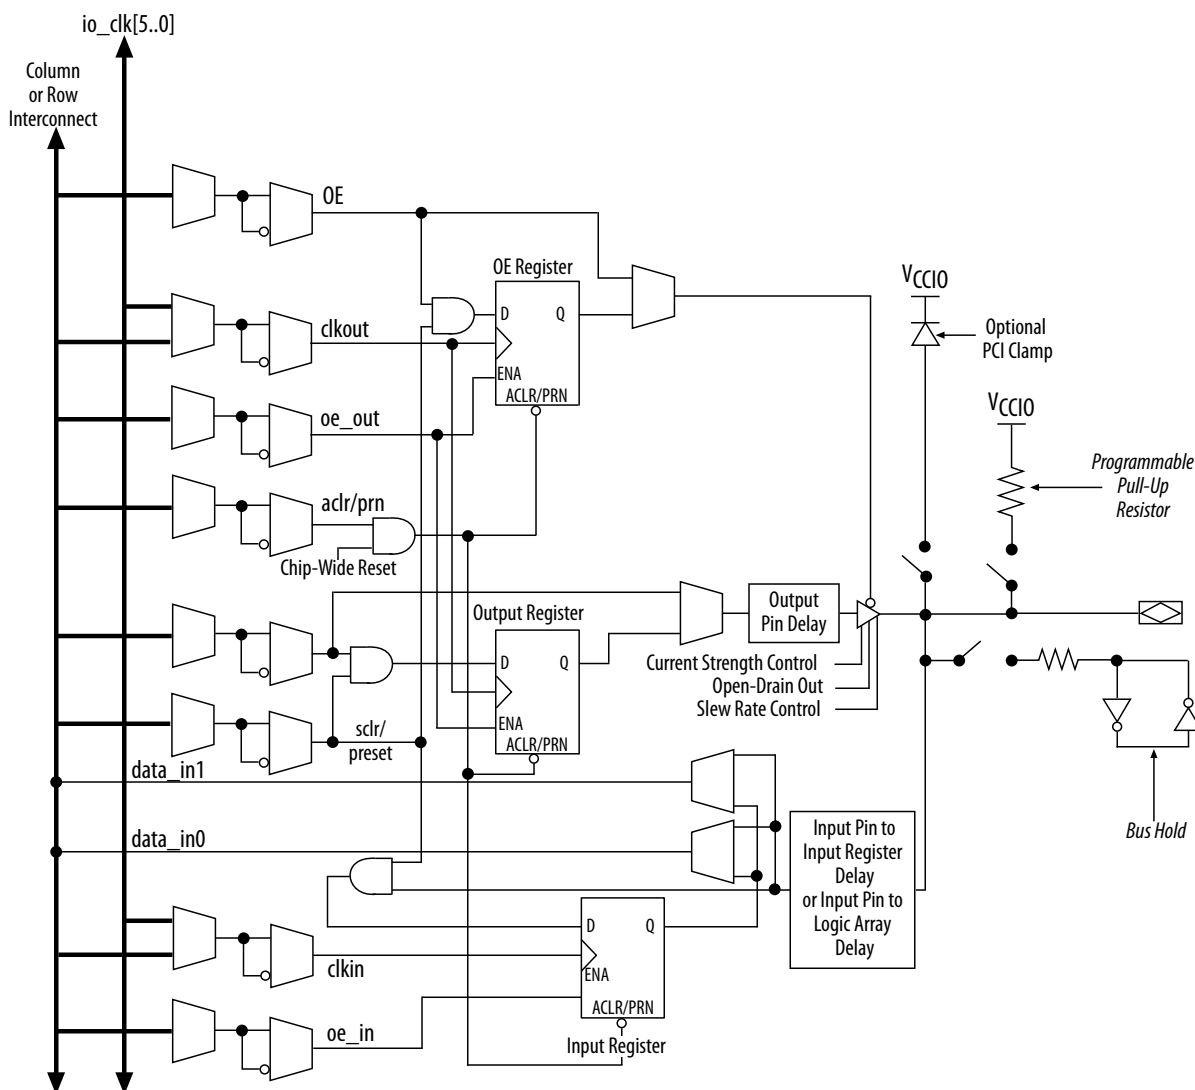 io_clk[5..0]
Column
or Row
Interconnect
OE
OE Register
D Q
ENA
ACLR/PRN
clkout
oe_out
aclr/prn
Chip-Wide Reset
VCCIO
Optional
PCI Clamp
VCCIO
Programmable
Pull-Up
Resistor
Output Register
D Q
ENA
ACLR/PRN
Output
Pin Delay
Current Strength Control
Open-Drain Out
Slew Rate Control
sclr/
preset
data_in1
data_in0
Bus Hold
Input Pin to
Input Register
Delay
or Input Pin to
Logic Array
Delay
D Q
ENA
ACLR/PRN
Input Register
clkin
oe_in